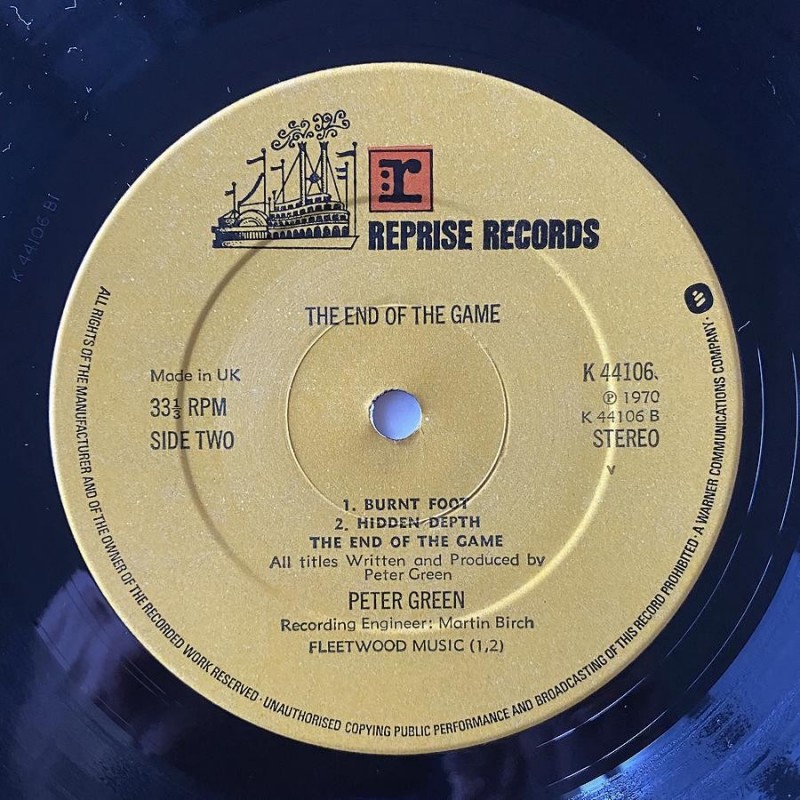 r
REPRISE RECORDS
THE END OF THE GAME
Made in UK
33⅓ RPM
SIDE TWO
K 44106
℗ 1970
K 44106 B
STEREO
V
1. BURNT FOOT
2. HIDDEN DEPTH
THE END OF THE GAME
All titles Written and Produced by
Peter Green
PETER GREEN
Recording Engineer: Martin Birch
FLEETWOOD MUSIC (1,2)
ALL RIGHTS OF THE MANUFACTURER AND OF THE OWNER OF THE RECORDED WORK RESERVED · UNAUTHORISED COPYING PUBLIC PERFORMANCE AND BROADCASTING OF THIS RECORD PROHIBITED · A WARNER COMMUNICATIONS COMPANY ·
K 44106 B1